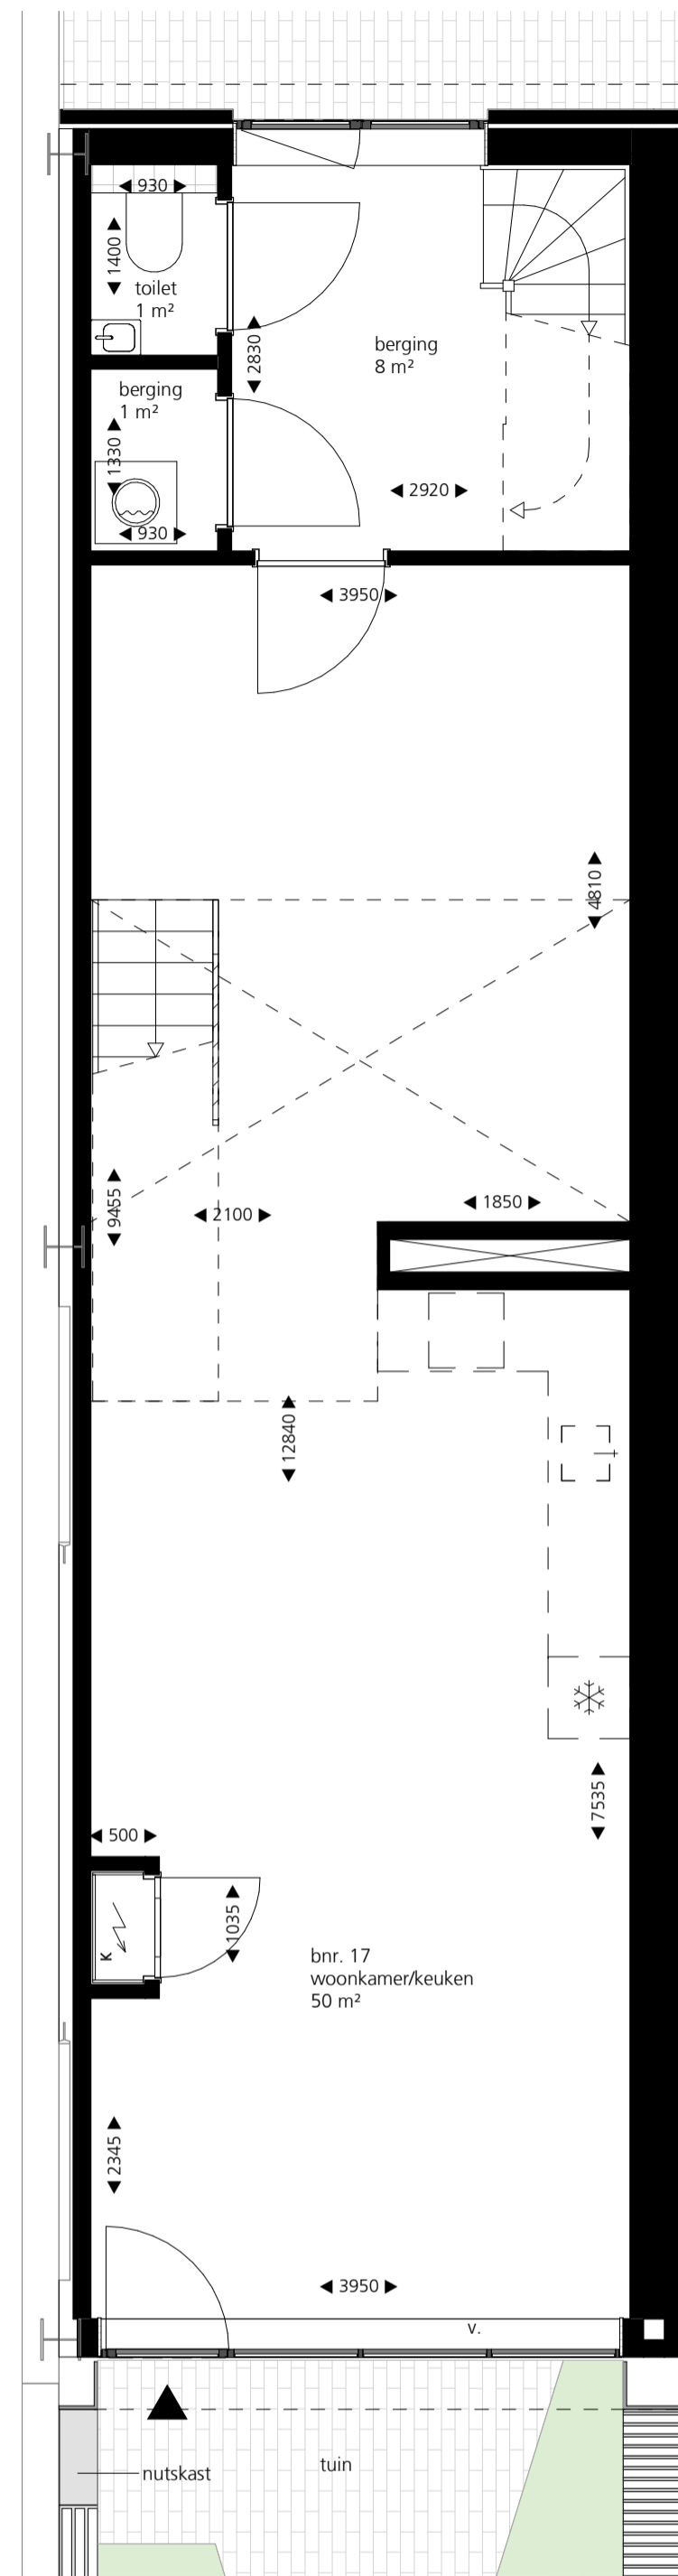 930
1400
toilet
1 m²
2830
berging
8 m²
berging
1 m²
1330
2920
930
3950
4810
9455
2100
1850
12840
7535
500
1035
K
bnr. 17
woonkamer/keuken
50 m²
2345
3950
v.
tuin
nutskast